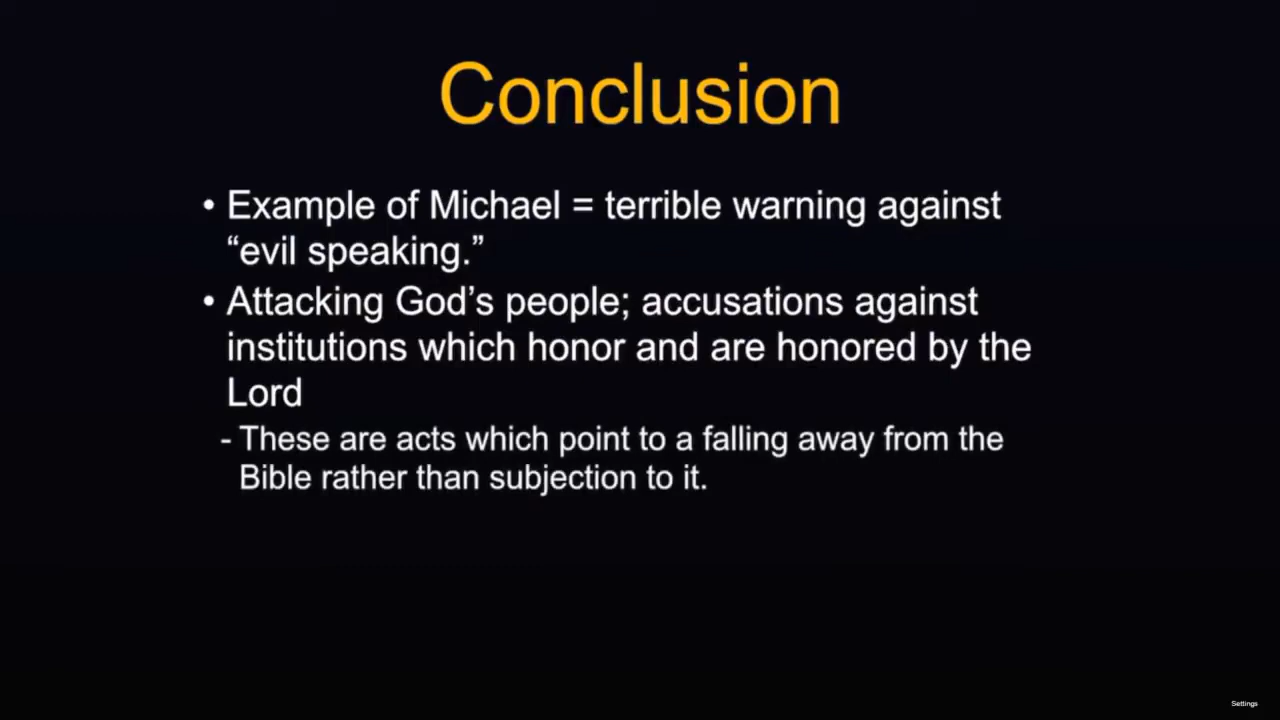 Conclusion
• Example of Michael = terrible warning against
“evil speaking.”
• Attacking God’s people; accusations against
institutions which honor and are honored by the
Lord
- These are acts which point to a falling away from the
Bible rather than subjection to it.
Settings